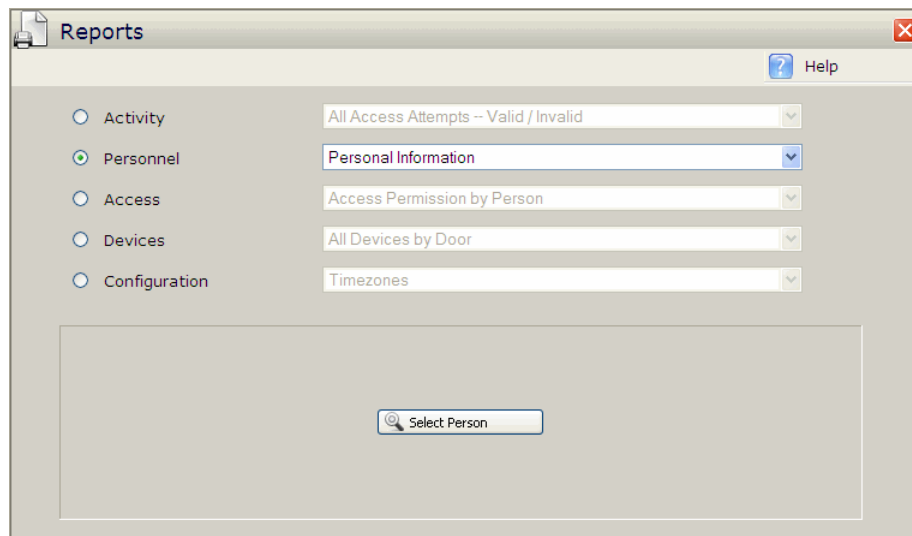 Reports
? Help
Activity All Access Attempts -- Valid / Invalid
Personnel Personal Information
Access Access Permission by Person
Devices All Devices by Door
Configuration Timezones
Select Person